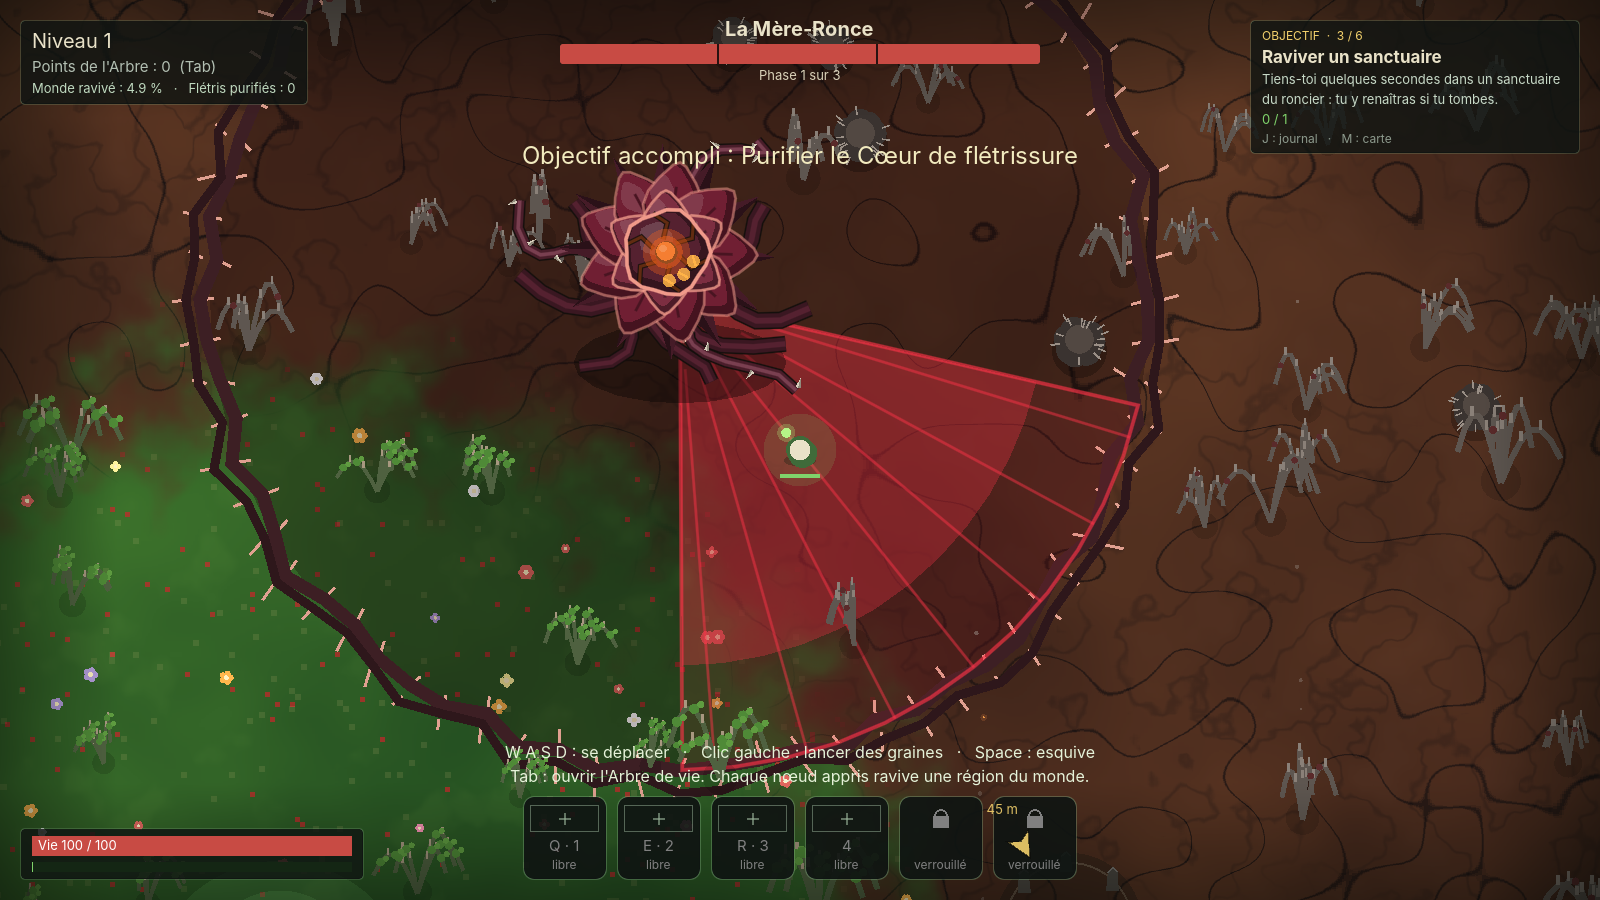 Niveau 1
Points de l'Arbre : 0 (Tab)
Monde ravivé : 4.9 % · Flétris purifiés : 0
La Mère-Ronce
Phase 1 sur 3
OBJECTIF · 3 / 6
Raviver un sanctuaire
Tiens-toi quelques secondes dans un sanctuaire
du roncier : tu y renaîtras si tu tombes.
0 / 1
J : journal · M : carte
Objectif accompli : Purifier le Cœur de flétrissure
W A S D : se déplacer · Clic gauche : lancer des graines · Space : esquive
Tab : ouvrir l'Arbre de vie. Chaque nœud appris ravive une région du monde.
45 m
Vie 100 / 100
Q · 1
libre
E · 2
libre
R · 3
libre
4
libre
verrouillé
verrouillé